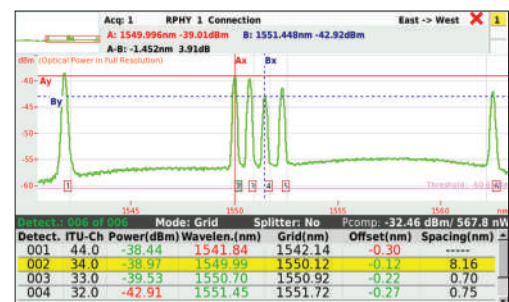 Acq: 1 RPHY 1 Connection East -> West 1
A: 1549.996nm -39.01dBm B: 1551.448nm -42.92dBm
A-B: -1.452nm 3.91dB
dBm (Optical Power in Full Resolution) Ax Bx
-40- Ay
By
-45-
-50-
-55-
-60- 1 2 3 4 5 6 Threshold: -60.0
1545 1550 1555 1560 nm
Detect.: 006 of 006 Mode: Grid Splitter: No Pcomp: -32.46 dBm/ 567.8 nW
Detect. ITU-Ch Power(dBm) Wavelen.(nm) Grid(nm) Offset(nm) Spacing(nm)
001 44.0 -38.44 1541.84 1542.14 -0.30 -----
002 34.0 -38.97 1549.99 1550.12 -0.12 8.16
003 33.0 -39.53 1550.70 1550.92 -0.22 0.70
004 32.0 -42.91 1551.45 1551.72 -0.27 0.75